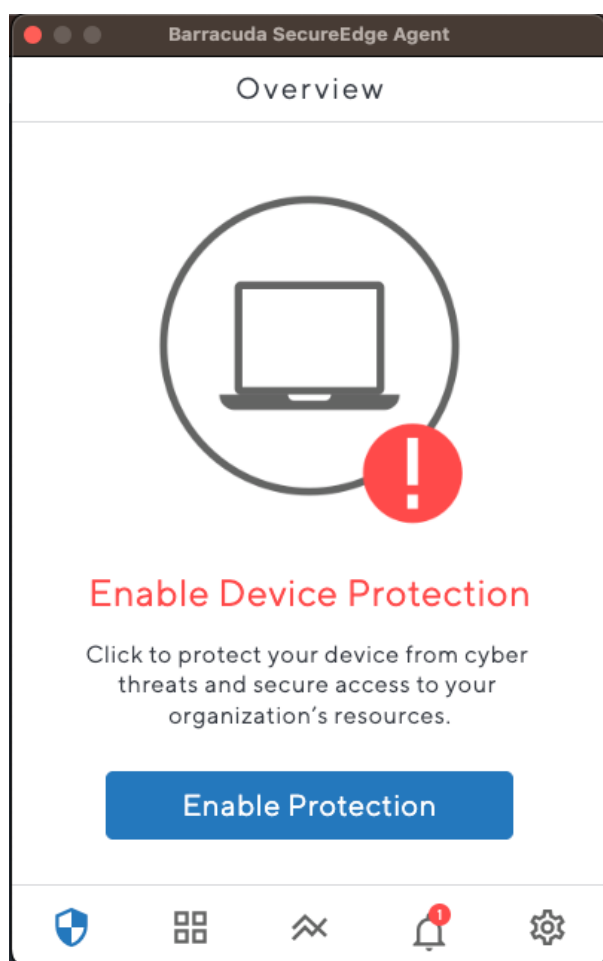 Barracuda SecureEdge Agent
Overview
Enable Device Protection
Click to protect your device from cyber
threats and secure access to your
organization’s resources.
Enable Protection
1